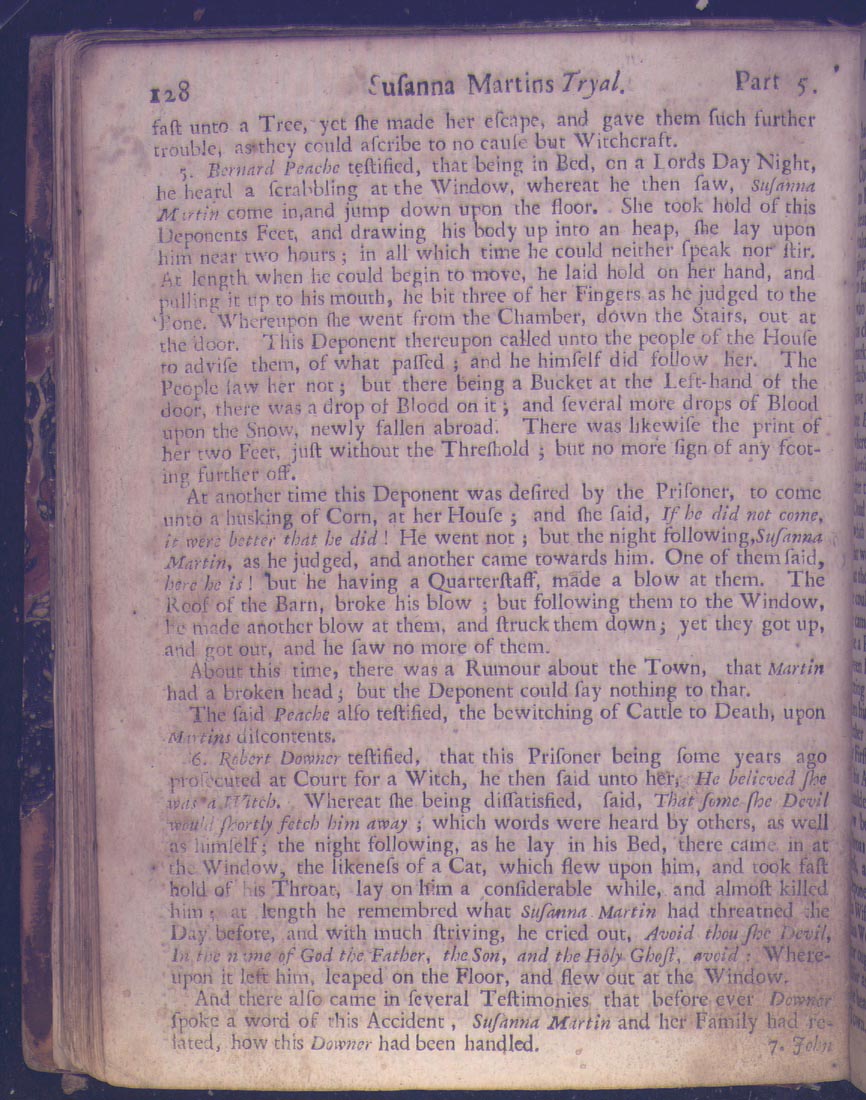 128 Suſanna Martins Tryal. Part 5.
faſt unto a Tree, yet ſhe made her eſcape, and gave them ſuch further
trouble, as they could aſcribe to no cauſe but Witchcraft.
5. Bernard Peache teſtified, that being in Bed, on a Lords Day Night,
he heard a ſcrabbling at the Window, whereat he then ſaw, Suſanna
Martin come in, and jump down upon the floor. She took hold of this
Deponents Feet, and drawing his body up into an heap, ſhe lay upon
him near two hours; in all which time he could neither ſpeak nor ſtir.
At length when he could begin to move, he laid hold on her hand, and
pulling it up to his mouth, he bit three of her Fingers as he judged to the
Bone. Whereupon ſhe went from the Chamber, down the Stairs, out at
the door. This Deponent thereupon called unto the people of the Houſe
to adviſe them, of what paſſed; and he himſelf did follow her. The
People ſaw her not; but there being a Bucket at the Left-hand of the
door, there was a drop of Blood on it; and ſeveral more drops of Blood
upon the Snow, newly fallen abroad. There was likewiſe the print of
her two Feet, juſt without the Threſhold; but no more ſign of any foot-
ing further off.
At another time this Deponent was deſired by the Priſoner, to come
unto a husking of Corn, at her Houſe; and ſhe ſaid, If he did not come,
it were better that he did! He went not; but the night following, Suſanna
Martin, as he judged, and another came towards him. One of them ſaid,
here he is! but he having a Quarterſtaff, made a blow at them. The
Roof of the Barn, broke his blow; but following them to the Window,
he made another blow at them, and ſtruck them down; yet they got up,
and got out, and he ſaw no more of them.
About this time, there was a Rumour about the Town, that Martin
had a broken head; but the Deponent could ſay nothing to that.
The ſaid Peache alſo teſtified, the bewitching of Cattle to Death, upon
Martins diſcontents.
6. Robert Downer teſtified, that this Priſoner being ſome years ago
proſecuted at Court for a Witch, he then ſaid unto her, He believed ſhe
was a Witch. Whereat ſhe being diſſatisfied, ſaid, That ſome ſhe Devil
would ſhortly fetch him away; which words were heard by others, as well
as himſelf; the night following, as he lay in his Bed, there came in at
the Window, the likeneſs of a Cat, which flew upon him, and took faſt
hold of his Throat, lay on him a conſiderable while, and almoſt killed
him; at length he remembred what Suſanna Martin had threatned the
Day before, and with much ſtriving, he cried out, Avoid thou ſhe Devil,
In the name of God the Father, the Son, and the Holy Ghoſt, avoid: Where-
upon it left him, leaped on the Floor, and flew out at the Window.
And there alſo came in ſeveral Teſtimonies that before ever Downer
ſpoke a word of this Accident, Suſanna Martin and her Family had re-
lated, how this Downer had been handled.
7. John